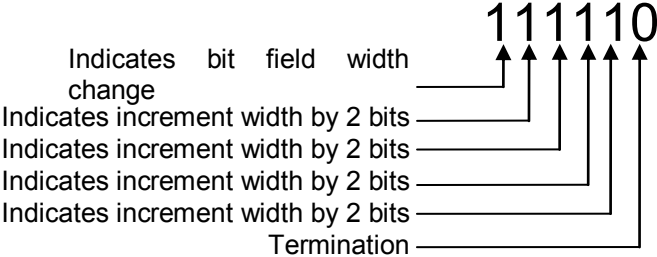 111110
Indicates bit field width
change
Indicates increment width by 2 bits
Indicates increment width by 2 bits
Indicates increment width by 2 bits
Indicates increment width by 2 bits
Termination